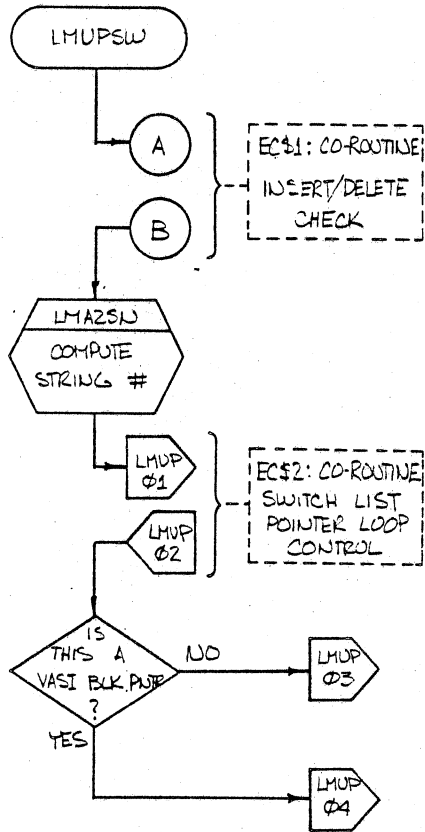 LMUPSW
A
EC$1: CO-ROUTINE
INSERT/DELETE
CHECK
B
LMA2SN
COMPUTE
STRING #
LMUP
Ø1
EC$2: CO-ROUTINE
SWITCH LIST
POINTER LOOP
CONTROL
LMUP
Ø2
IS
THIS A
VASI BLK.PNTR
?
NO
LMUP
Ø3
YES
LMUP
Ø4